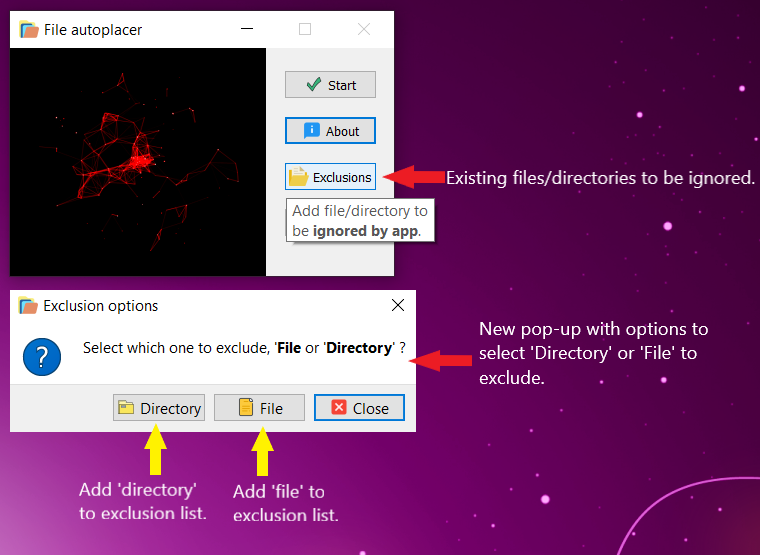 File autoplacer
Start
About
Exclusions
Existing files/directories to be ignored.
Add file/directory to
be ignored by app.
Exclusion options
Select which one to exclude, 'File or 'Directory' ?
New pop-up with options to
select 'Directory' or 'File' to
exclude.
Directory
File
Close
Add 'directory'
to exclusion list.
Add 'file' to
exclusion list.